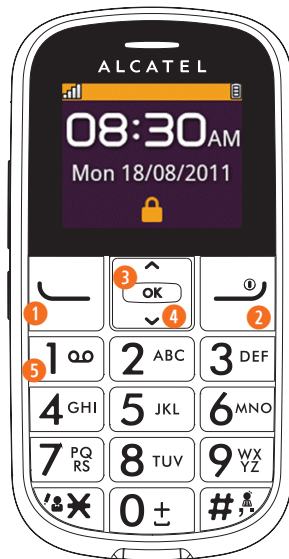 ALCATEL
08:30AM
Mon 18/08/2011
3
OK
1
4
2
5
1 2 ABC 3 DEF
4 GHI 5 JKL 6 MNO
7 PQ RS 8 TUV 9 WX YZ
0 + #